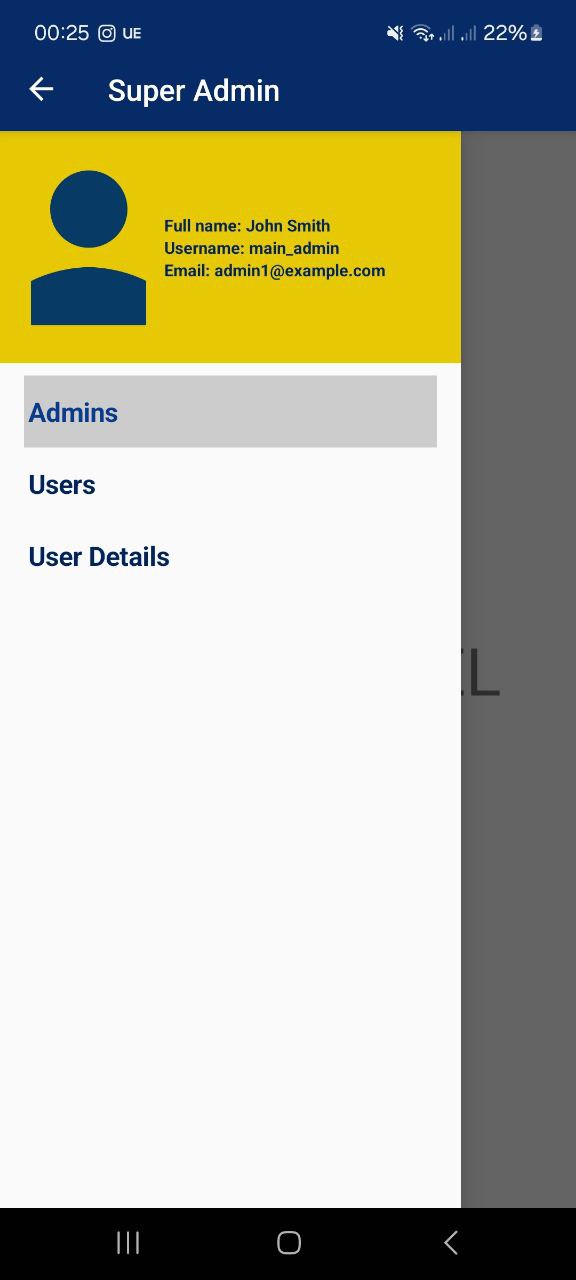 00:25 UE 22%
Super Admin
Full name: John Smith
Username: main_admin
Email: admin1@example.com
Admins
Users
User Details
L